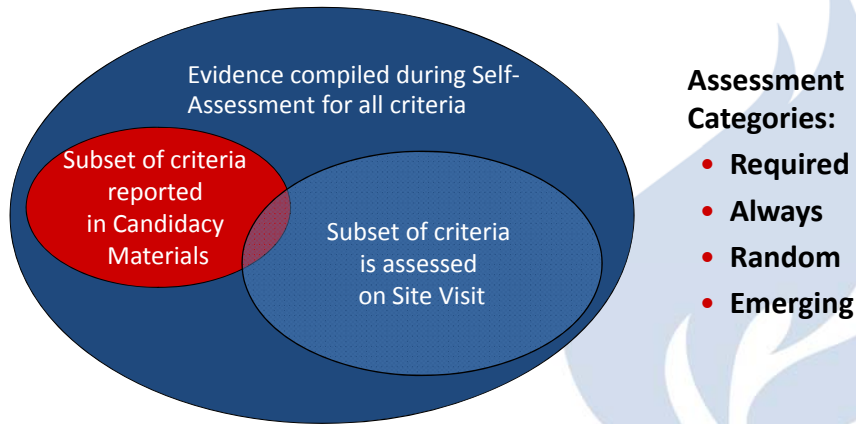 Evidence compiled during Self-
Assessment for all criteria
Subset of criteria
reported
in Candidacy
Materials
Subset of criteria
is assessed
on Site Visit
Assessment
Categories:
• Required
• Always
• Random
• Emerging